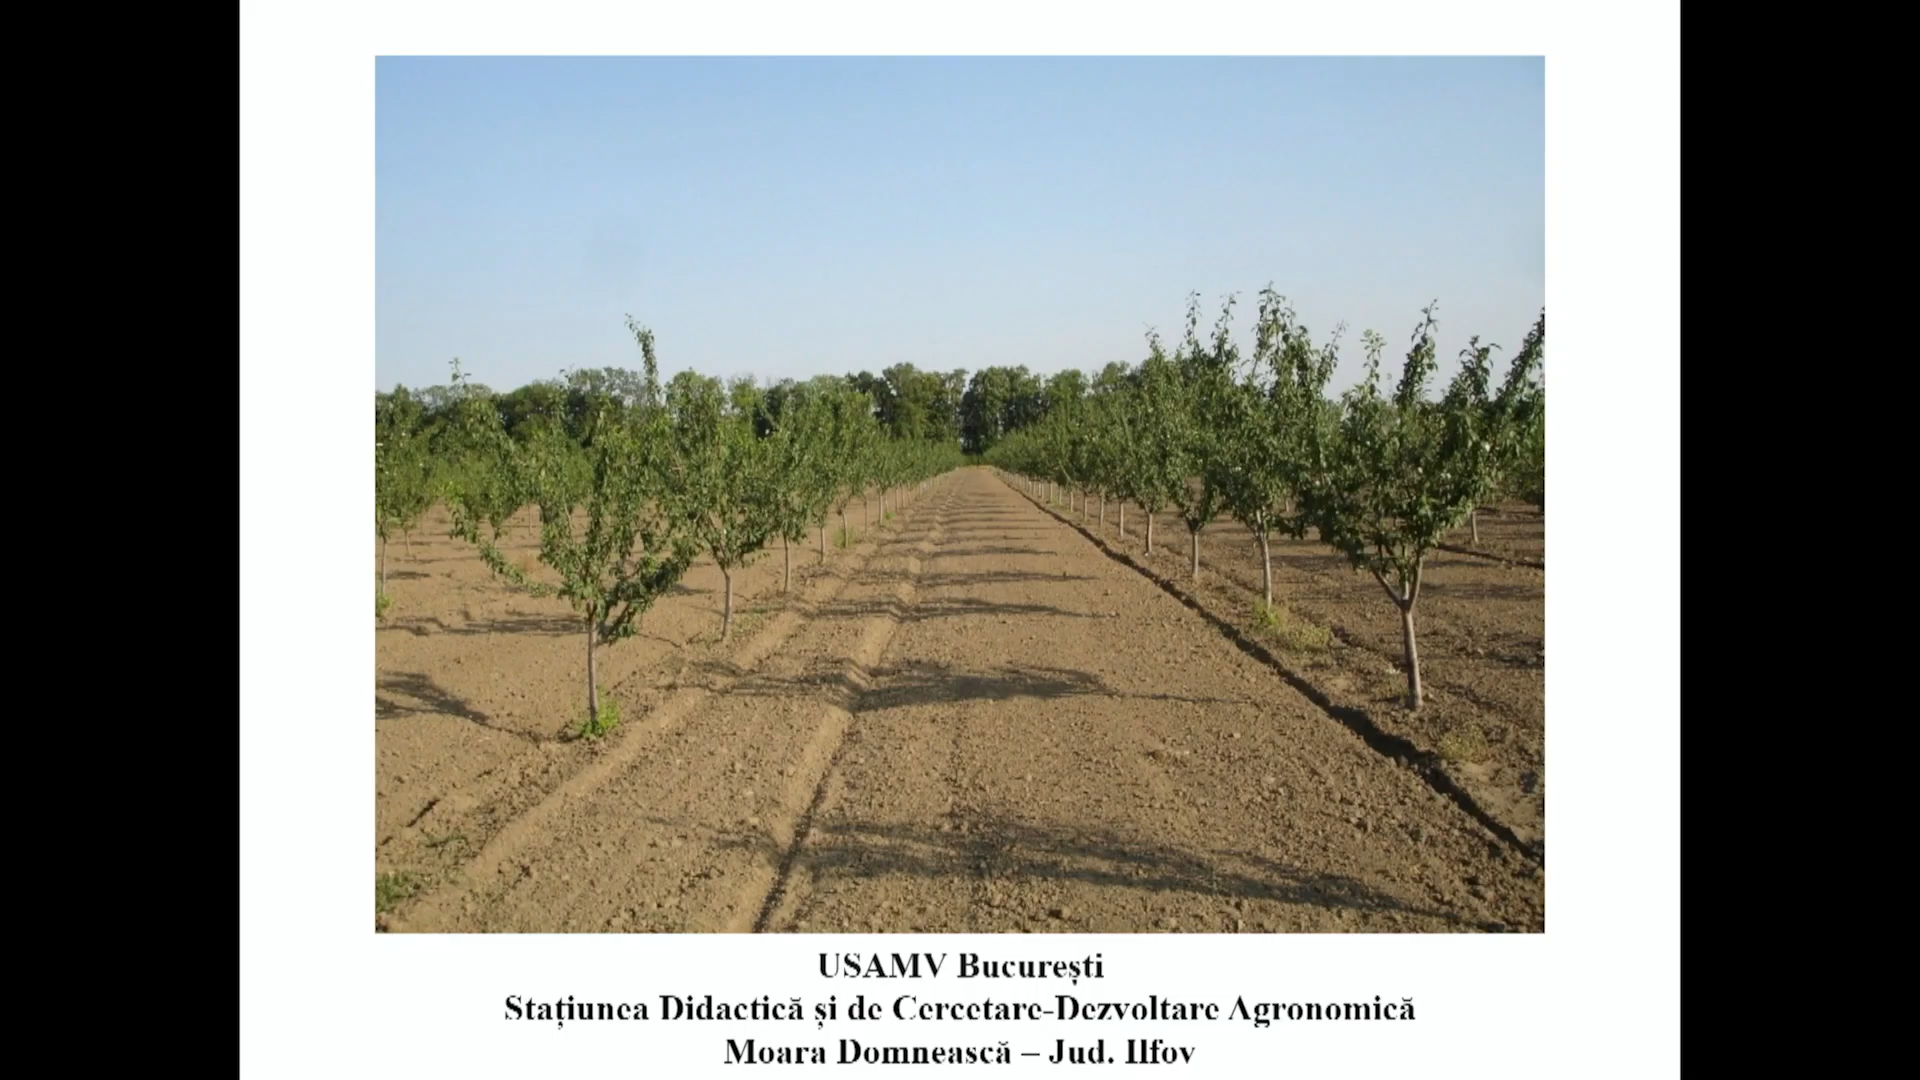 USAMV București
Stațiunea Didactică și de Cercetare-Dezvoltare Agronomică
Moara Domnească – Jud. Ilfov